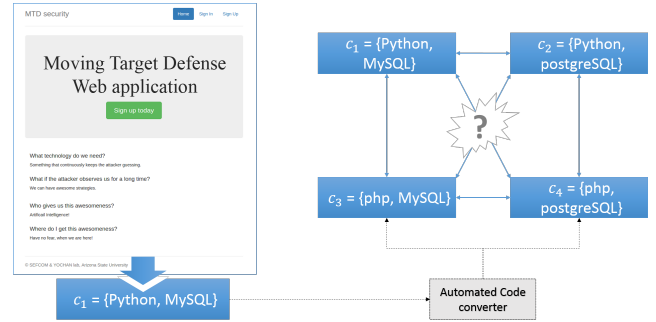 MTD security
Home Sign In Sign Up
Moving Target Defense
Web application
Sign up today
What technology do we need?
Something that continuously keeps the attacker guessing.
What if the attacker observes us for a long time?
We can have awesome strategies.
Who gives us this awesomeness?
Artificial Intelligence!
Where do I get this awesomeness?
Have no fear, when we are here!
© SEFCOM & YOCHAN lab, Arizona State University
c₁ = {Python, MySQL}
c₁ = {Python,
MySQL}
c₂ = {Python,
postgreSQL}
?
c₃ = {php, MySQL}
c₄ = {php,
postgreSQL}
Automated Code
converter